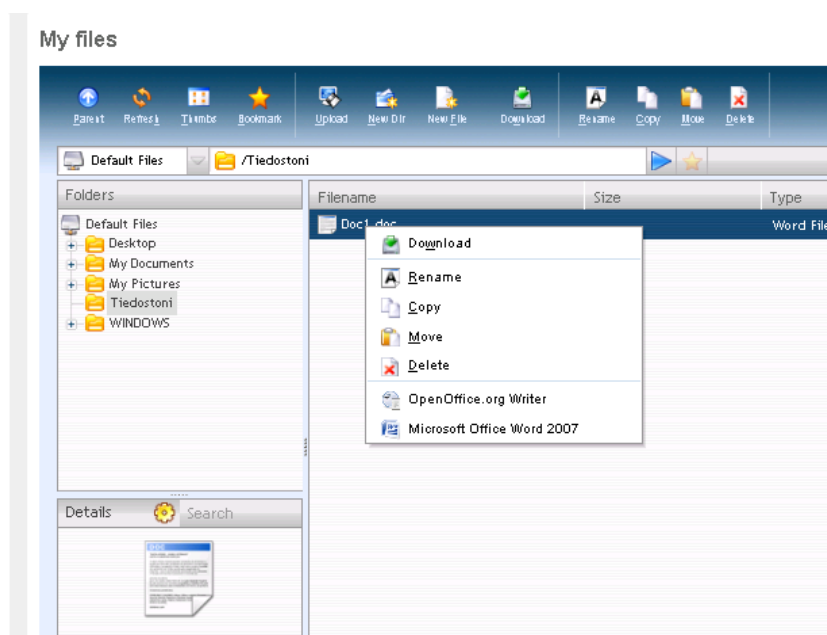 My files
Parent Refresh Thumbs Bookmark Upload New Dir New File Download Rename Copy Move Delete
Default Files /Tiedostoni
Folders
Filename Size Type
Default Files
Doc1.doc Word File
Desktop
My Documents
My Pictures
Tiedostoni
WINDOWS
Download
Rename
Copy
Move
Delete
OpenOffice.org Writer
Microsoft Office Word 2007
Details Search